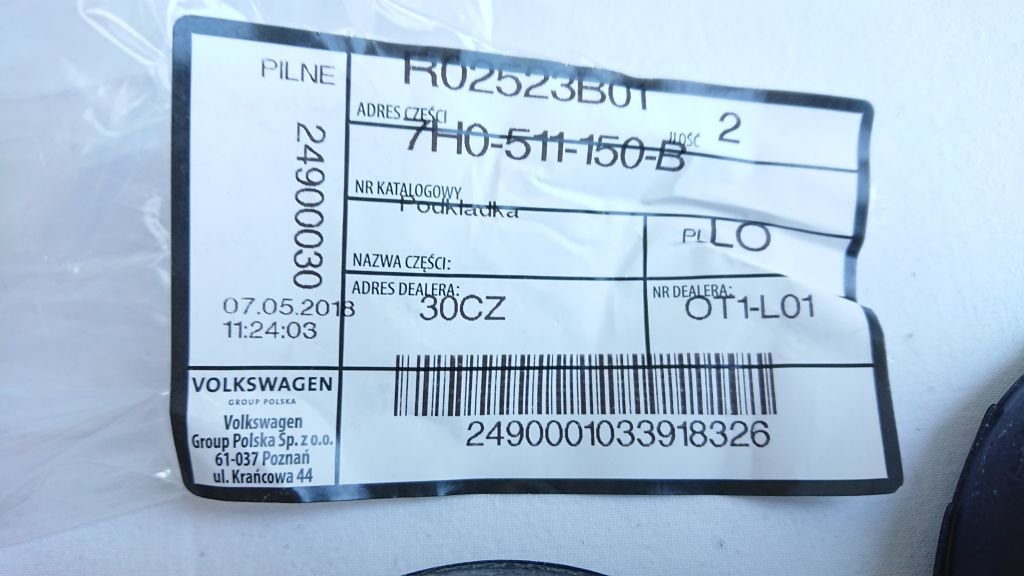 PILNE
R02523B01
ADRES CZĘŚCI
7H0-511-150-B
ILOŚĆ 2
24900030
NR KATALOGOWY
Podkładka
PL LO
NAZWA CZĘŚCI:
ADRES DEALERA:
30CZ
NR DEALERA:
OT1-L01
07.05.2018
11:24:03
VOLKSWAGEN
GROUP POLSKA
Volkswagen
Group Polska Sp. z o.o.
61-037 Poznań
ul. Krańcowa 44
2490001033918326